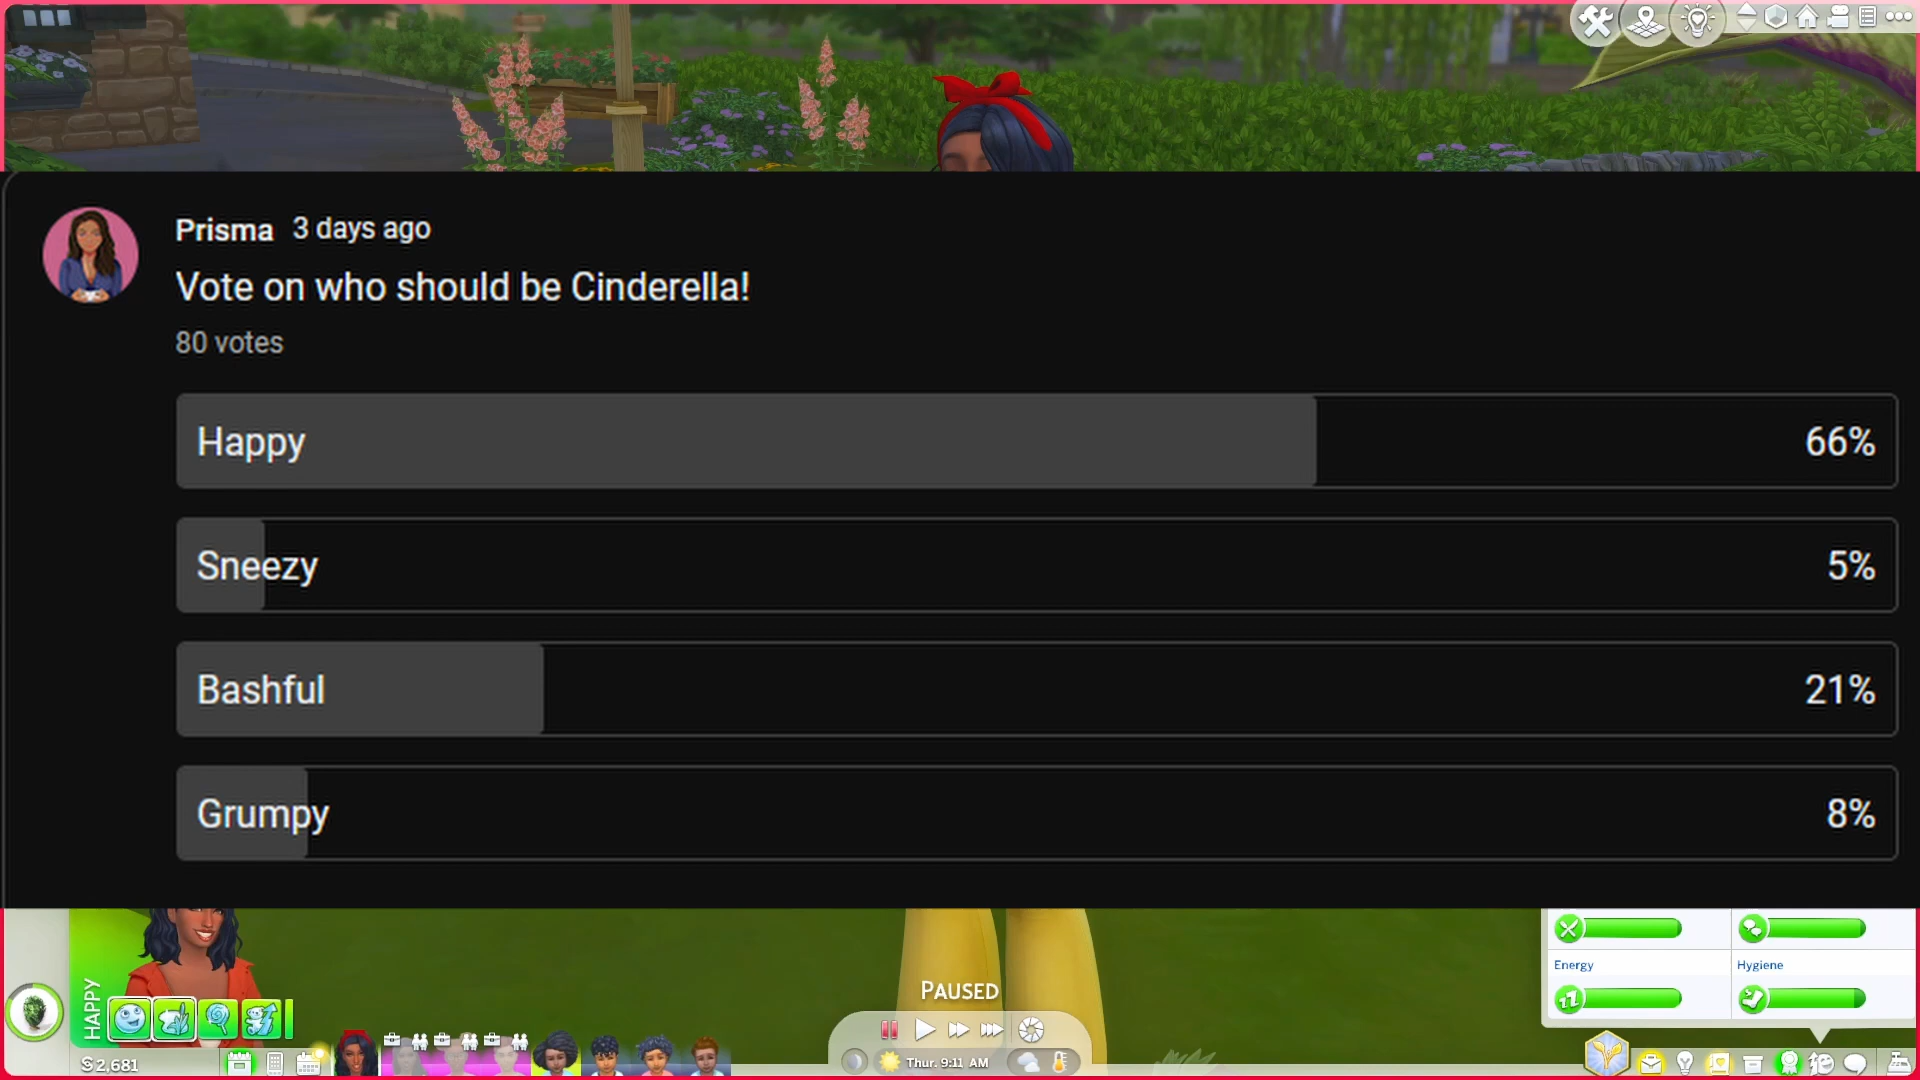 Prisma 3 days ago
Vote on who should be Cinderella!
80 votes
Happy 66%
Sneezy 5%
Bashful 21%
Grumpy 8%
HAPPY
PAUSED
Energy Hygiene
§2,681
Thur. 9:11 AM